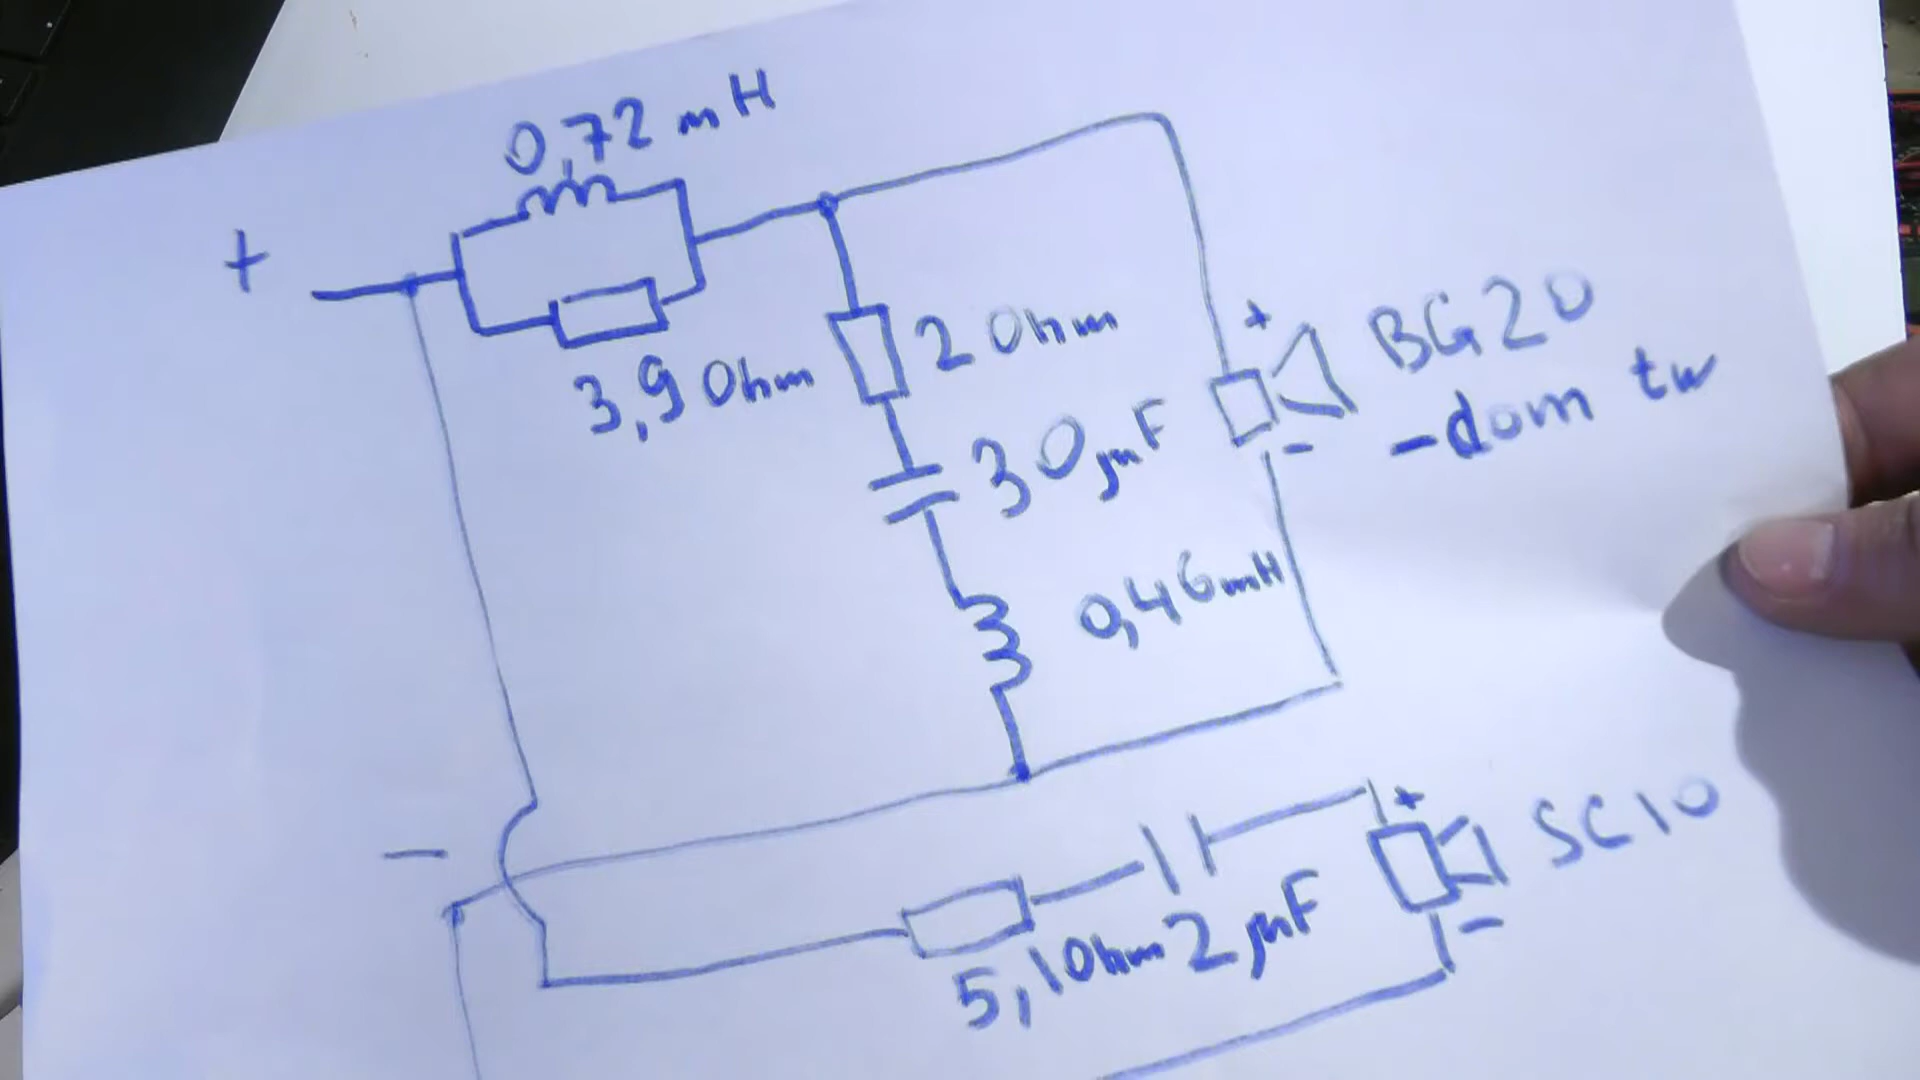 0,72 mH
+
3,9 Ohm
2 Ohm
30 µF
0,46 mH
+
BG20
-
-dom tw
-
5,1 Ohm
2 µF
+
SC10
-